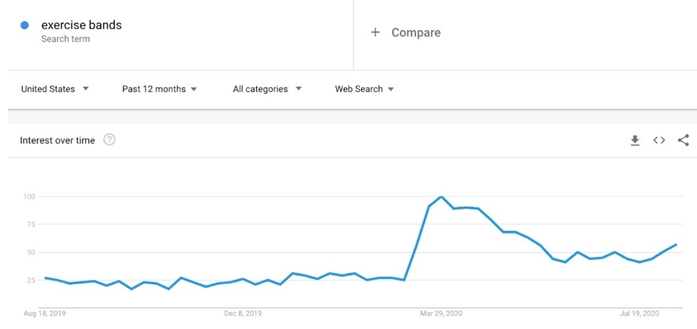 exercise bands
Search term
+ Compare
United States
Past 12 months
All categories
Web Search
Interest over time ?
<>
100
75
50
25
Aug 18, 2019
Dec 8, 2019
Mar 29, 2020
Jul 19, 2020